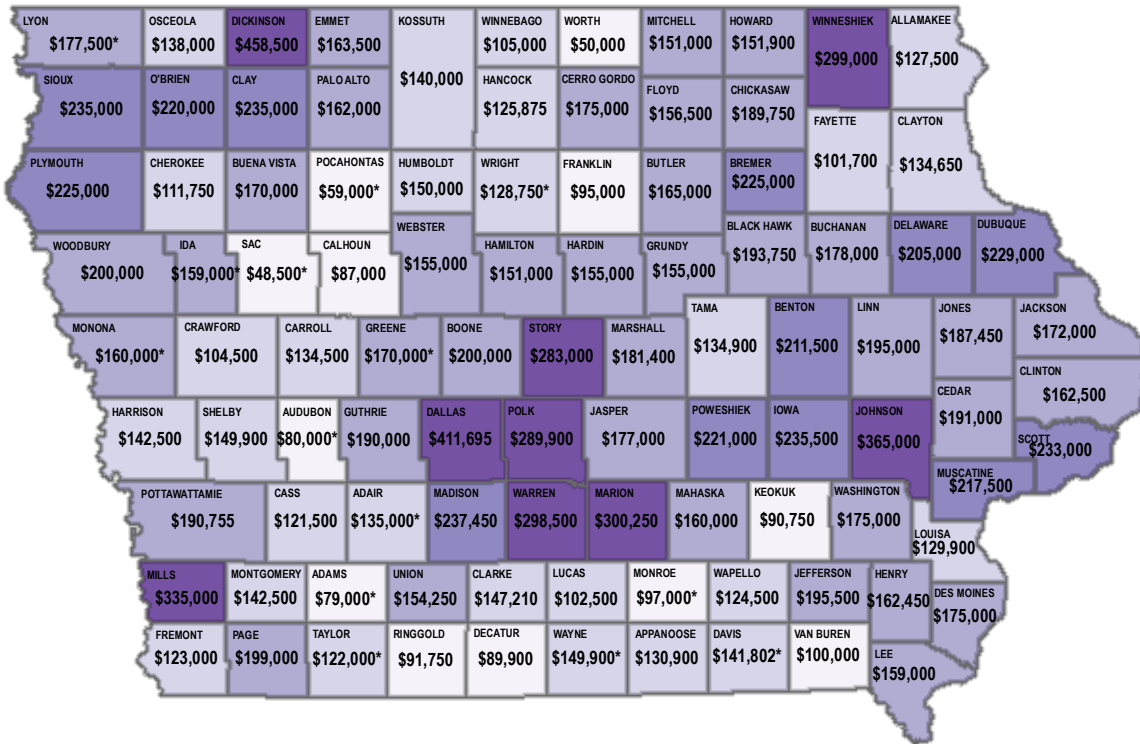 LYON
$177,500*
OSCEOLA
$138,000
DICKINSON
$458,500
EMMET
$163,500
KOSSUTH
$140,000
WINNEBAGO
$105,000
WORTH
$50,000
MITCHELL
$151,000
HOWARD
$151,900
WINNESHIEK
$299,000
ALLAMAKEE
$127,500
SIOUX
$235,000
O'BRIEN
$220,000
CLAY
$235,000
PALO ALTO
$162,000
HANCOCK
$125,875
CERRO GORDO
$175,000
FLOYD
$156,500
CHICKASAW
$189,750
FAYETTE
$101,700
CLAYTON
$134,650
PLYMOUTH
$225,000
CHEROKEE
$111,750
BUENA VISTA
$170,000
POCAHONTAS
$59,000*
HUMBOLDT
$150,000
WRIGHT
$128,750*
FRANKLIN
$95,000
BUTLER
$165,000
BREMER
$225,000
WOODBURY
$200,000
IDA
$159,000*
SAC
$48,500*
CALHOUN
$87,000
WEBSTER
$155,000
HAMILTON
$151,000
HARDIN
$155,000
GRUNDY
$155,000
BLACK HAWK
$193,750
BUCHANAN
$178,000
DELAWARE
$205,000
DUBUQUE
$229,000
MONONA
$160,000*
CRAWFORD
$104,500
CARROLL
$134,500
GREENE
$170,000*
BOONE
$200,000
STORY
$283,000
MARSHALL
$181,400
TAMA
$134,900
BENTON
$211,500
LINN
$195,000
JONES
$187,450
JACKSON
$172,000
CLINTON
$162,500
HARRISON
$142,500
SHELBY
$149,900
AUDUBON
$80,000*
GUTHRIE
$190,000
DALLAS
$411,695
POLK
$289,900
JASPER
$177,000
POWESHIEK
$221,000
IOWA
$235,500
JOHNSON
$365,000
CEDAR
$191,000
SCOTT
$233,000
MUSCATINE
$217,500
POTTAWATTAMIE
$190,755
CASS
$121,500
ADAIR
$135,000*
MADISON
$237,450
WARREN
$298,500
MARION
$300,250
MAHASKA
$160,000
KEOKUK
$90,750
WASHINGTON
$175,000
LOUISA
$129,900
MILLS
$335,000
MONTGOMERY
$142,500
ADAMS
$79,000*
UNION
$154,250
CLARKE
$147,210
LUCAS
$102,500
MONROE
$97,000*
WAPELLO
$124,500
JEFFERSON
$195,500
HENRY
$162,450
DES MOINES
$175,000
FREMONT
$123,000
PAGE
$199,000
TAYLOR
$122,000*
RINGGOLD
$91,750
DECATUR
$89,900
WAYNE
$149,900*
APPANOOSE
$130,900
DAVIS
$141,802*
VAN BUREN
$100,000
LEE
$159,000